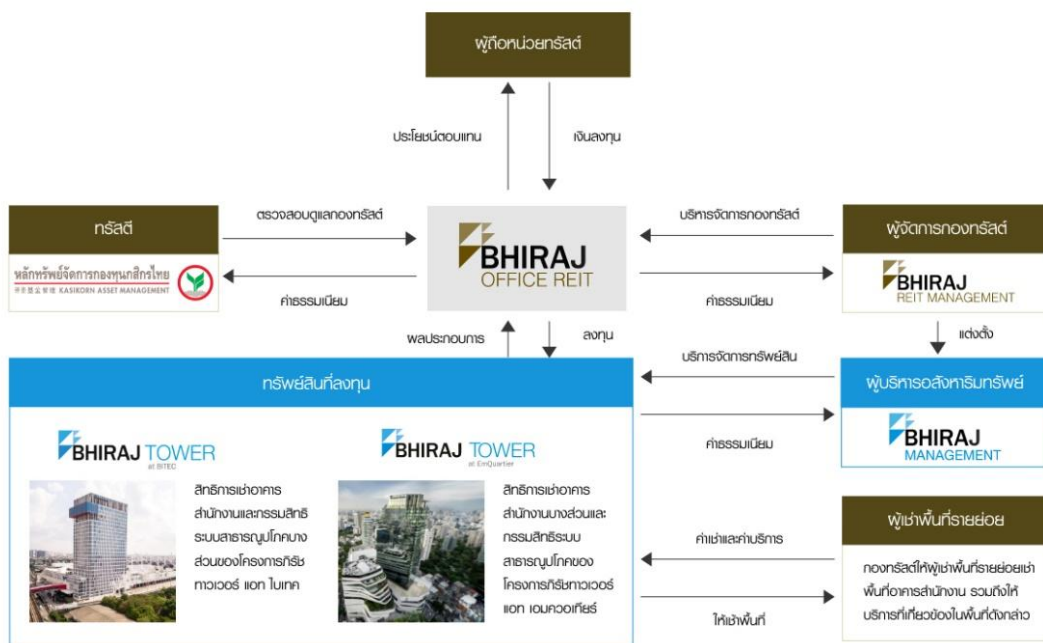 ผู้ถือหน่วยทรัสต์
ประโยชน์ตอบแทน
เงินลงทุน
ทรัสตี
หลักทรัพย์จัดการกองทุนกสิกรไทย
开泰基金管理 KASIKORN ASSET MANAGEMENT
ตรวจสอบดูแลกองทรัสต์
ค่าธรรมเนียม
BHIRAJ
OFFICE REIT
บริหารจัดการกองทรัสต์
ค่าธรรมเนียม
ผู้จัดการกองทรัสต์
BHIRAJ
REIT MANAGEMENT
ผลประกอบการ
ลงทุน
แต่งตั้ง
ทรัพย์สินที่ลงทุน
บริการจัดการทรัพย์สิน
ค่าธรรมเนียม
ผู้บริหารอสังหาริมทรัพย์
BHIRAJ
MANAGEMENT
BHIRAJ TOWER
at BITEC
สิทธิการเช่าอาคาร
สำนักงานและกรรมสิทธิ
ระบบสาธารณูปโภคบาง
ส่วนของโครงการภิรัช
ทาวเวอร์ แอท ไบเทค
BHIRAJ TOWER
at EmQuartier
สิทธิการเช่าอาคาร
สำนักงานบางส่วนและ
กรรมสิทธิระบบ
สาธารณูปโภคของ
โครงการภิรัชทาวเวอร์
แอท เอมควอเทียร์
ค่าเช่าและค่าบริการ
ให้เช่าพื้นที่
ผู้เช่าพื้นที่รายย่อย
กองทรัสต์ให้ผู้เช่าพื้นที่รายย่อยเช่า
พื้นที่อาคารสำนักงาน รวมถึงให้
บริการที่เกี่ยวข้องในพื้นที่ดังกล่าว